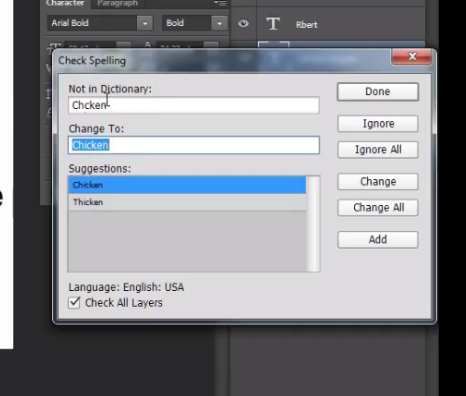 Character Paragraph
Arial Bold Bold
T Rbert
Check Spelling
Not in Dictionary:
Chcken
Done
Change To:
Ignore
Chicken
Ignore All
Suggestions:
Chicken
Change
Thicken
Change All
Add
Language: English: USA
Check All Layers
e